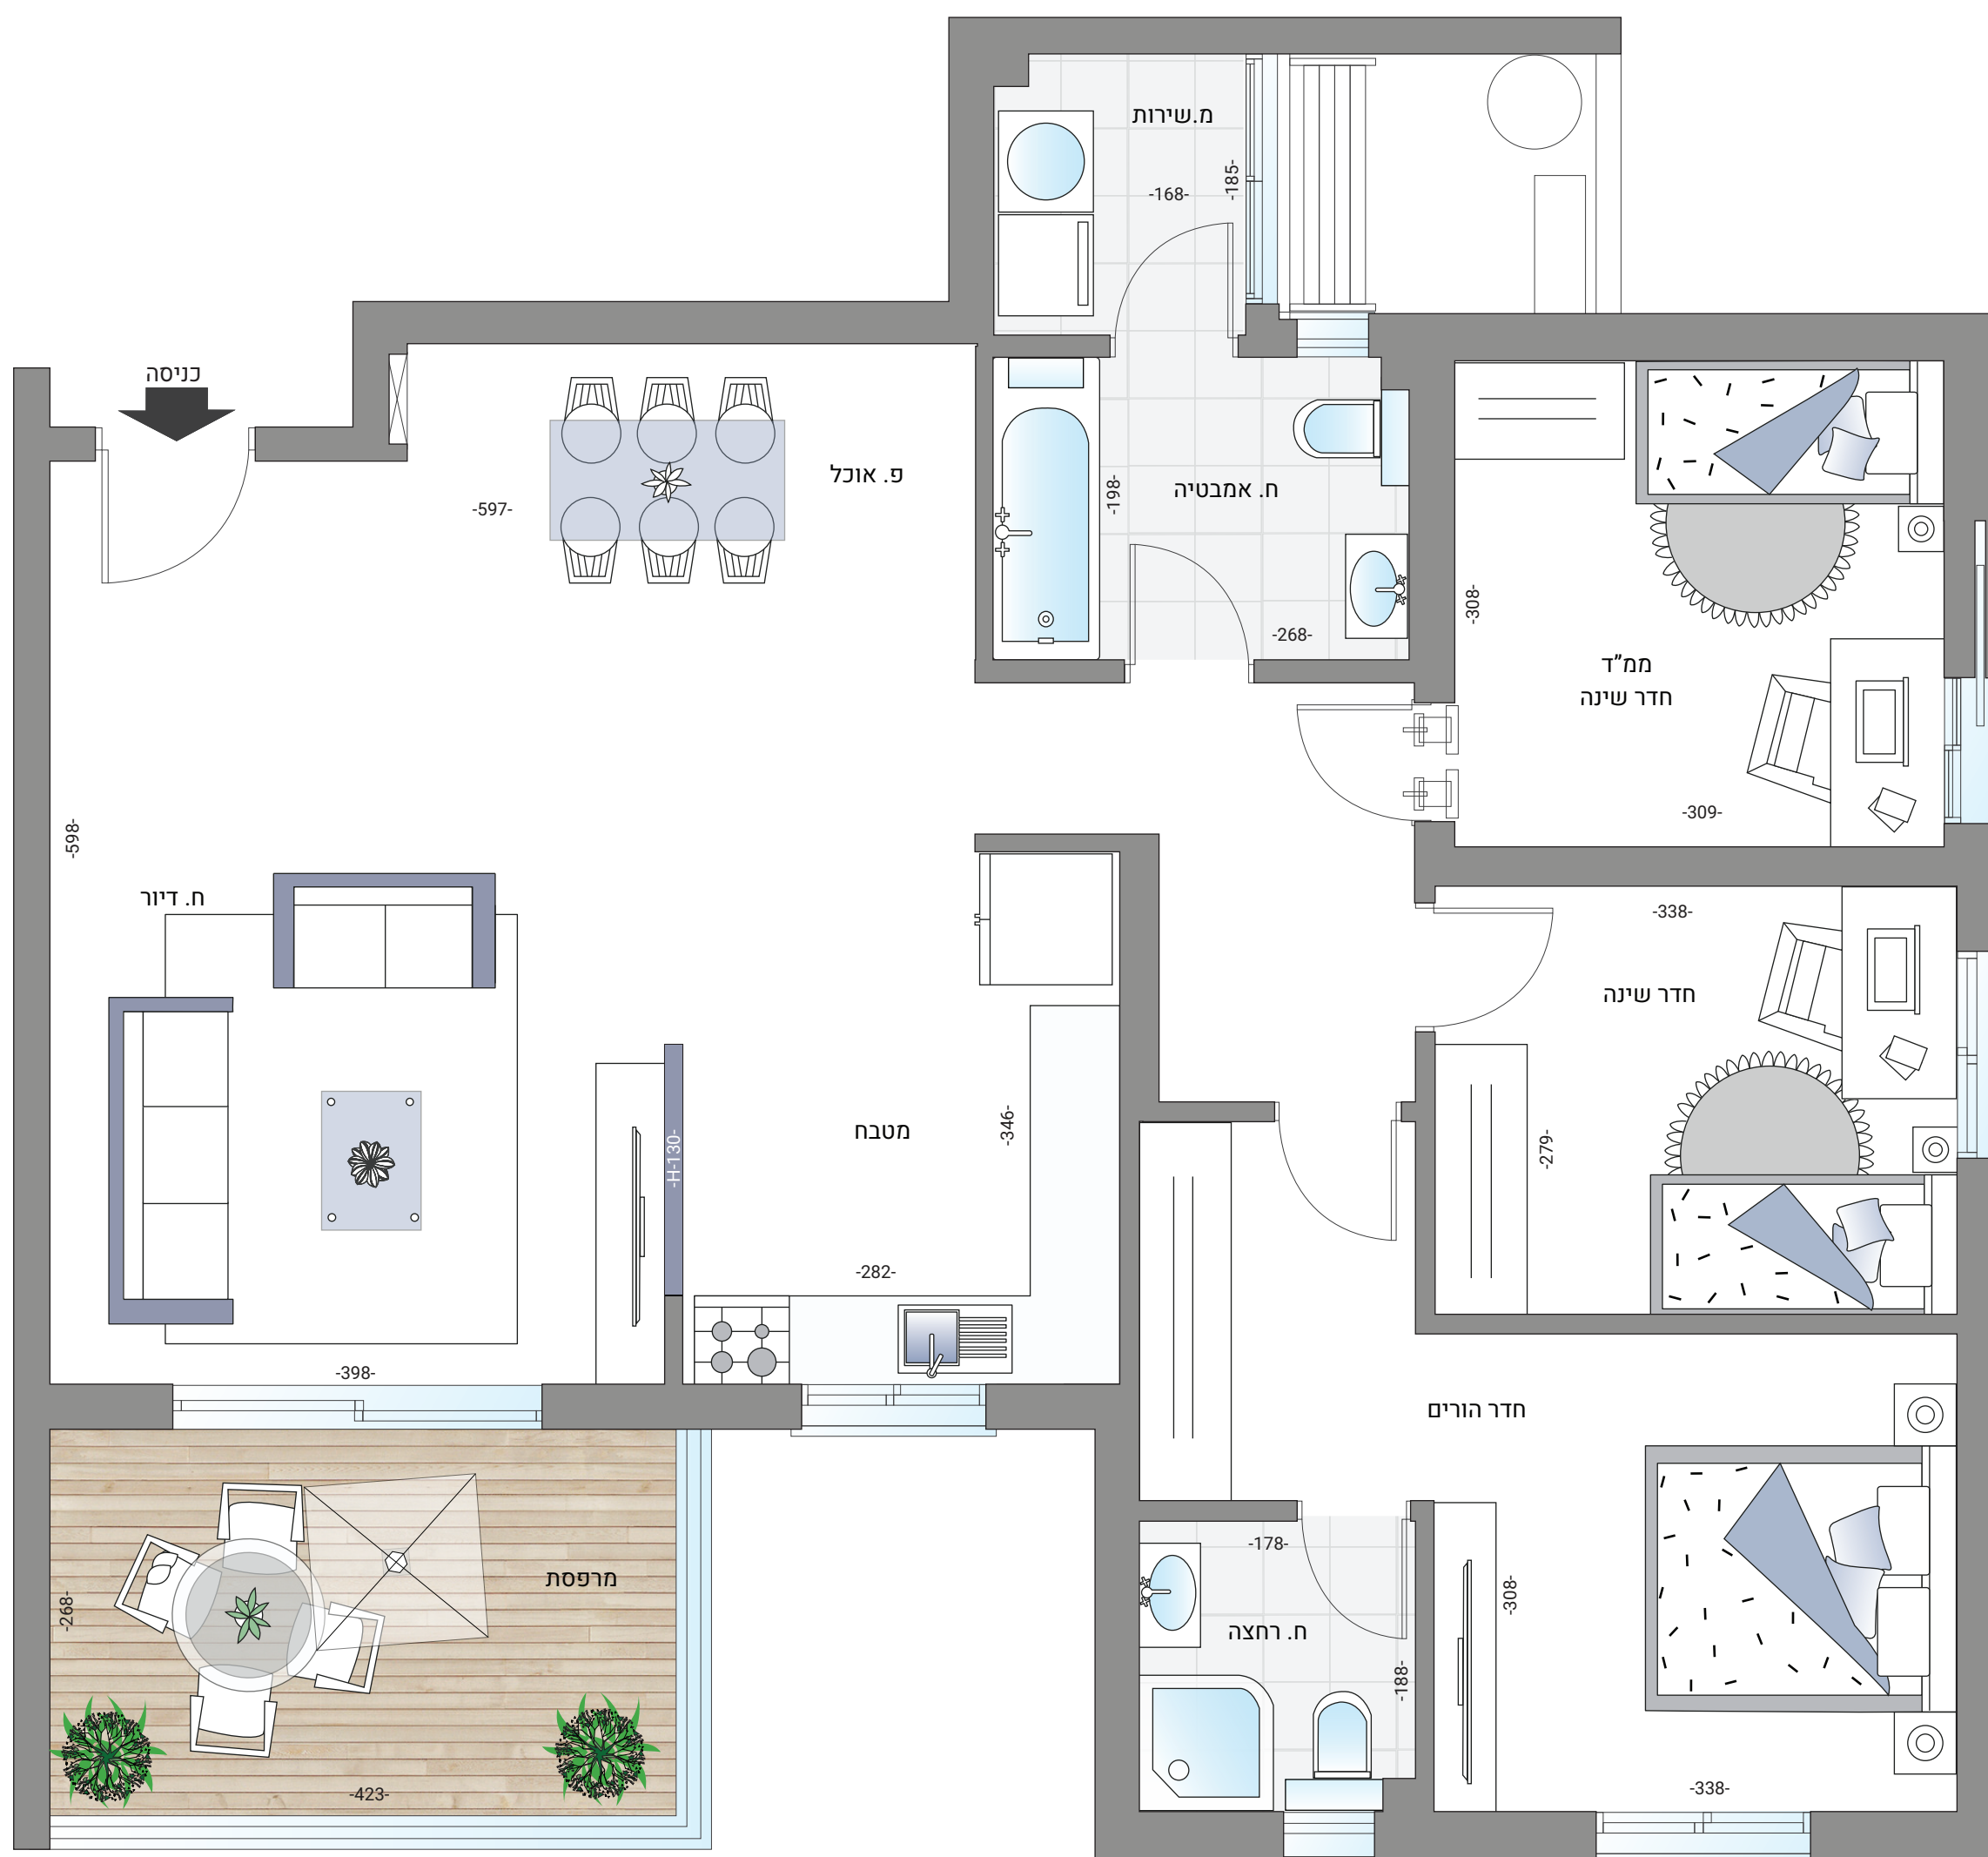 מ.שירות
-168-
-185-
כניסה
פ. אוכל
-597-
ח. אמבטיה
-198-
-268-
ממ״ד
חדר שינה
-308-
-309-
-598-
ח. דיור
-338-
חדר שינה
-279-
מטבח
-346-
-H-130-
-282-
-398-
חדר הורים
-178-
ח. רחצה
-188-
-308-
-338-
מרפסת
-268-
-423-